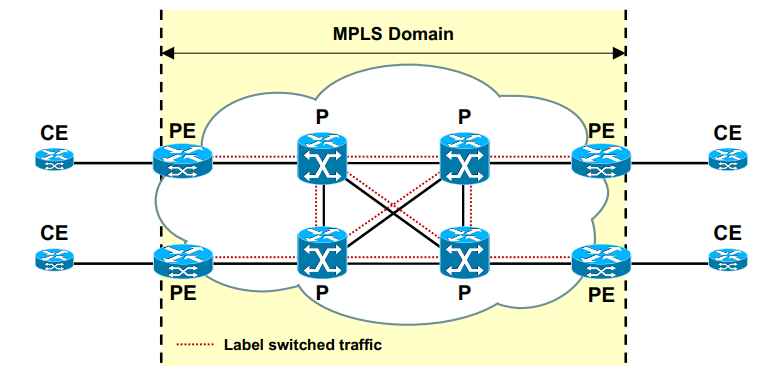 MPLS Domain
P P
CE PE PE CE
CE CE
PE P P PE
Label switched traffic